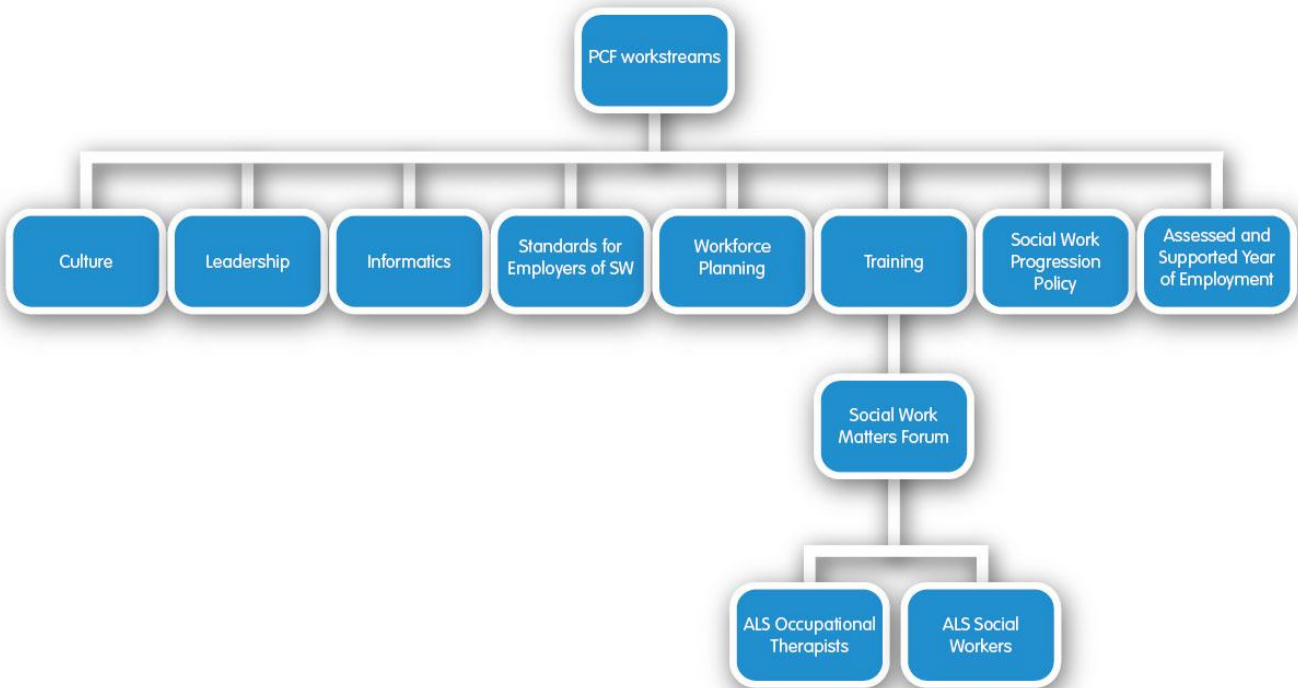 PCF workstreams
Culture
Leadership
Informatics
Standards for
Employers of SW
Workforce
Planning
Training
Social Work
Progression
Policy
Assessed and
Supported Year
of Employment
Social Work
Matters Forum
ALS Occupational
Therapists
ALS Social
Workers